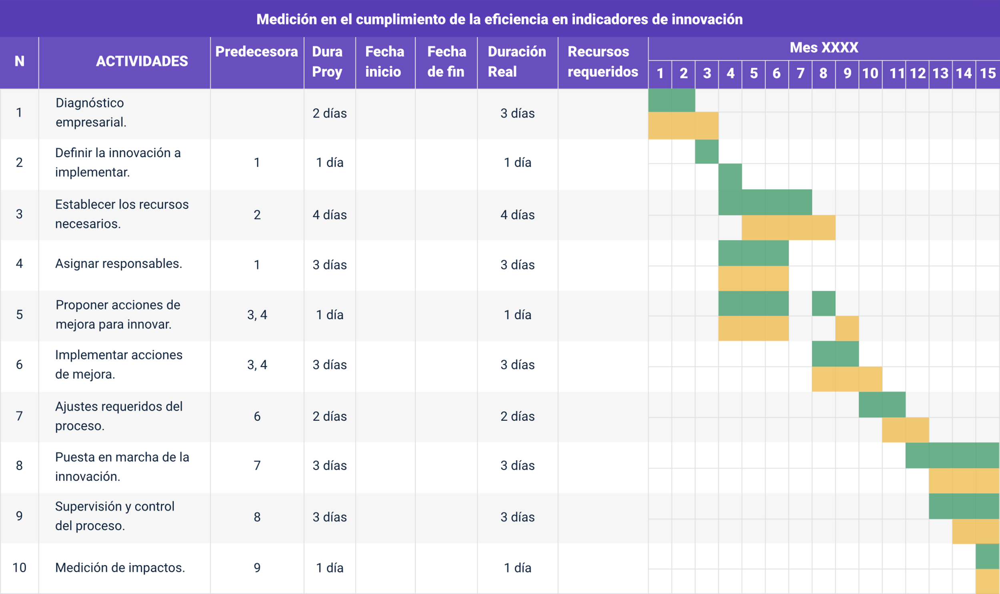 Medición en el cumplimiento de la eficiencia en indicadores de innovación
N
ACTIVIDADES
Predecesora
Dura
Proy
Fecha
inicio
Fecha
de fin
Duración
Real
Recursos
requeridos
Mes XXXX
1 2 3 4 5 6 7 8 9 10 11 12 13 14 15
1
Diagnóstico
empresarial.
2 días
3 días
2
Definir la innovación a
implementar.
1
1 día
1 día
3
Establecer los recursos
necesarios.
2
4 días
4 días
4
Asignar responsables.
1
3 días
3 días
5
Proponer acciones de
mejora para innovar.
3, 4
1 día
1 día
6
Implementar acciones
de mejora.
3, 4
3 días
3 días
7
Ajustes requeridos del
proceso.
6
2 días
2 días
8
Puesta en marcha de la
innovación.
7
3 días
3 días
9
Supervisión y control
del proceso.
8
3 días
3 días
10
Medición de impactos.
9
1 día
1 día